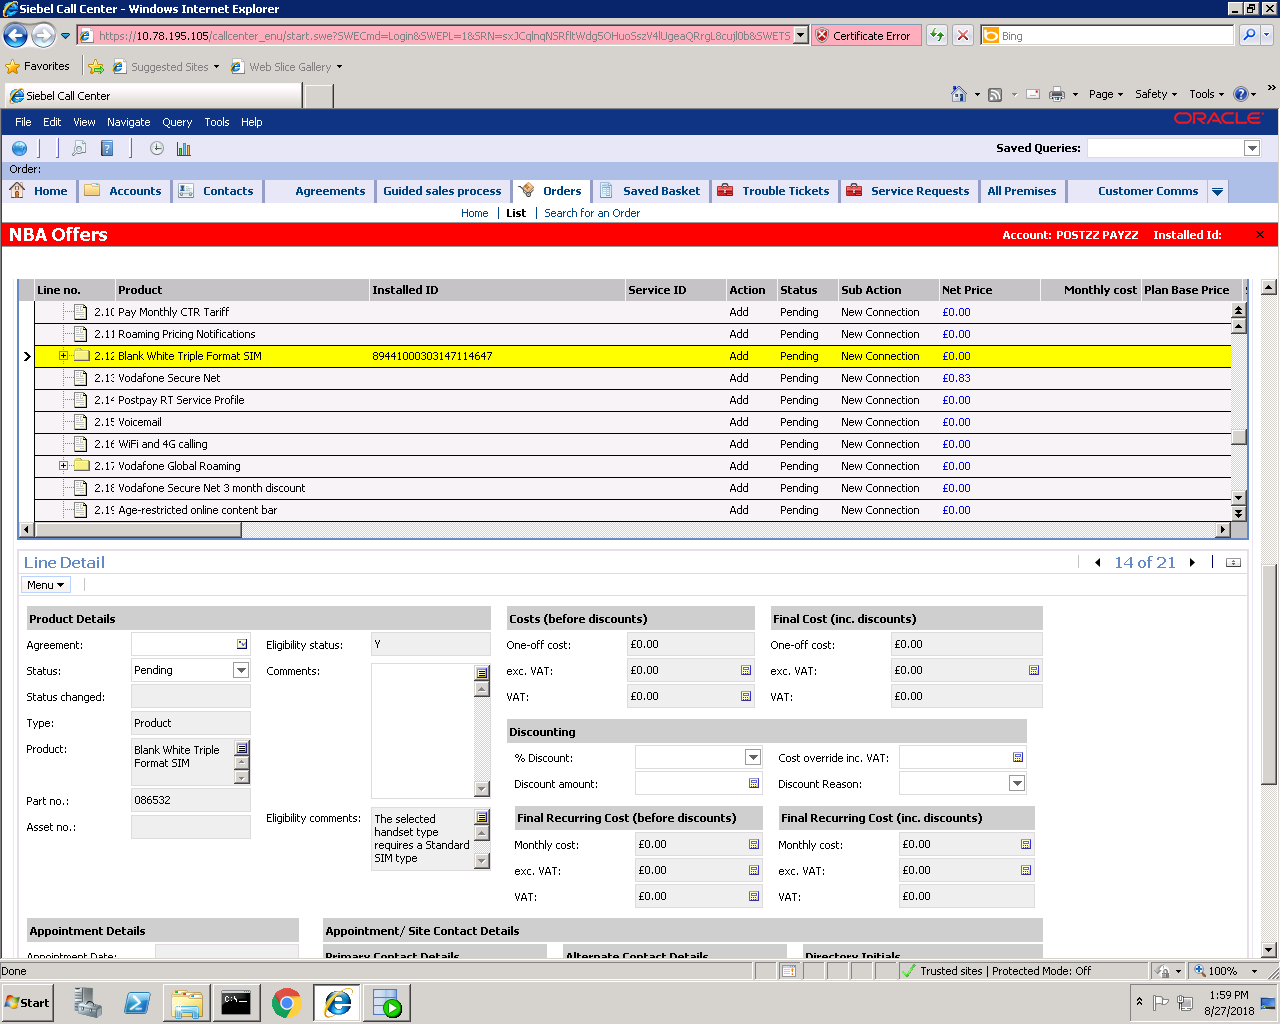 Siebel Call Center - Windows Internet Explorer
https://10.78.195.105/callcenter_enu/start.swe?SWECmd=Login&SWEPL=1&SRN= Certificate Error Bing
Favorites Suggested Sites Web Slice Gallery
Siebel Call Center Page Safety Tools »
File Edit View Navigate Query Tools Help ORACLE
Saved Queries:
Order:
Home Accounts Contacts Agreements Guided sales process Orders Saved Basket Trouble Tickets Service Requests All Premises Customer Comms
Home | List | Search for an Order
NBA Offers Account: POSTZZ PAYZZ Installed Id: ×
Line no. Product Installed ID Service ID Action Status Sub Action Net Price Monthly cost Plan Base Price
2.10 Pay Monthly CTR Tariff Add Pending New Connection £0.00
2.11 Roaming Pricing Notifications Add Pending New Connection £0.00
2.12 Blank White Triple Format SIM 89441000303147114647 Add Pending New Connection £0.00
2.13 Vodafone Secure Net Add Pending New Connection £0.83
2.14 Postpay RT Service Profile Add Pending New Connection £0.00
2.15 Voicemail Add Pending New Connection £0.00
2.16 WiFi and 4G calling Add Pending New Connection £0.00
2.17 Vodafone Global Roaming Add Pending New Connection £0.00
2.18 Vodafone Secure Net 3 month discount Add Pending New Connection £0.00
2.19 Age-restricted online content bar Add Pending New Connection £0.00
Line Detail 14 of 21
Menu
Product Details Costs (before discounts) Final Cost (inc. discounts)
Agreement: Eligibility status: Y One-off cost: £0.00 One-off cost: £0.00
Status: Pending Comments: exc. VAT: £0.00 exc. VAT: £0.00
Status changed: VAT: £0.00 VAT: £0.00
Type: Product
Discounting
Product: Blank White Triple Format SIM
% Discount: Cost override inc. VAT:
Discount amount: Discount Reason:
Part no.: 086532
Asset no.:
Eligibility comments: The selected handset type requires a Standard SIM type
Final Recurring Cost (before discounts) Final Recurring Cost (inc. discounts)
Monthly cost: £0.00 Monthly cost: £0.00
exc. VAT: £0.00 exc. VAT: £0.00
VAT: £0.00 VAT: £0.00
Appointment Details Appointment/ Site Contact Details
Appointment Date: Primary Contact Details Alternate Contact Details Directory Initials
Done Trusted sites | Protected Mode: Off 100%
Start C:\ 1:59 PM
8/27/2018